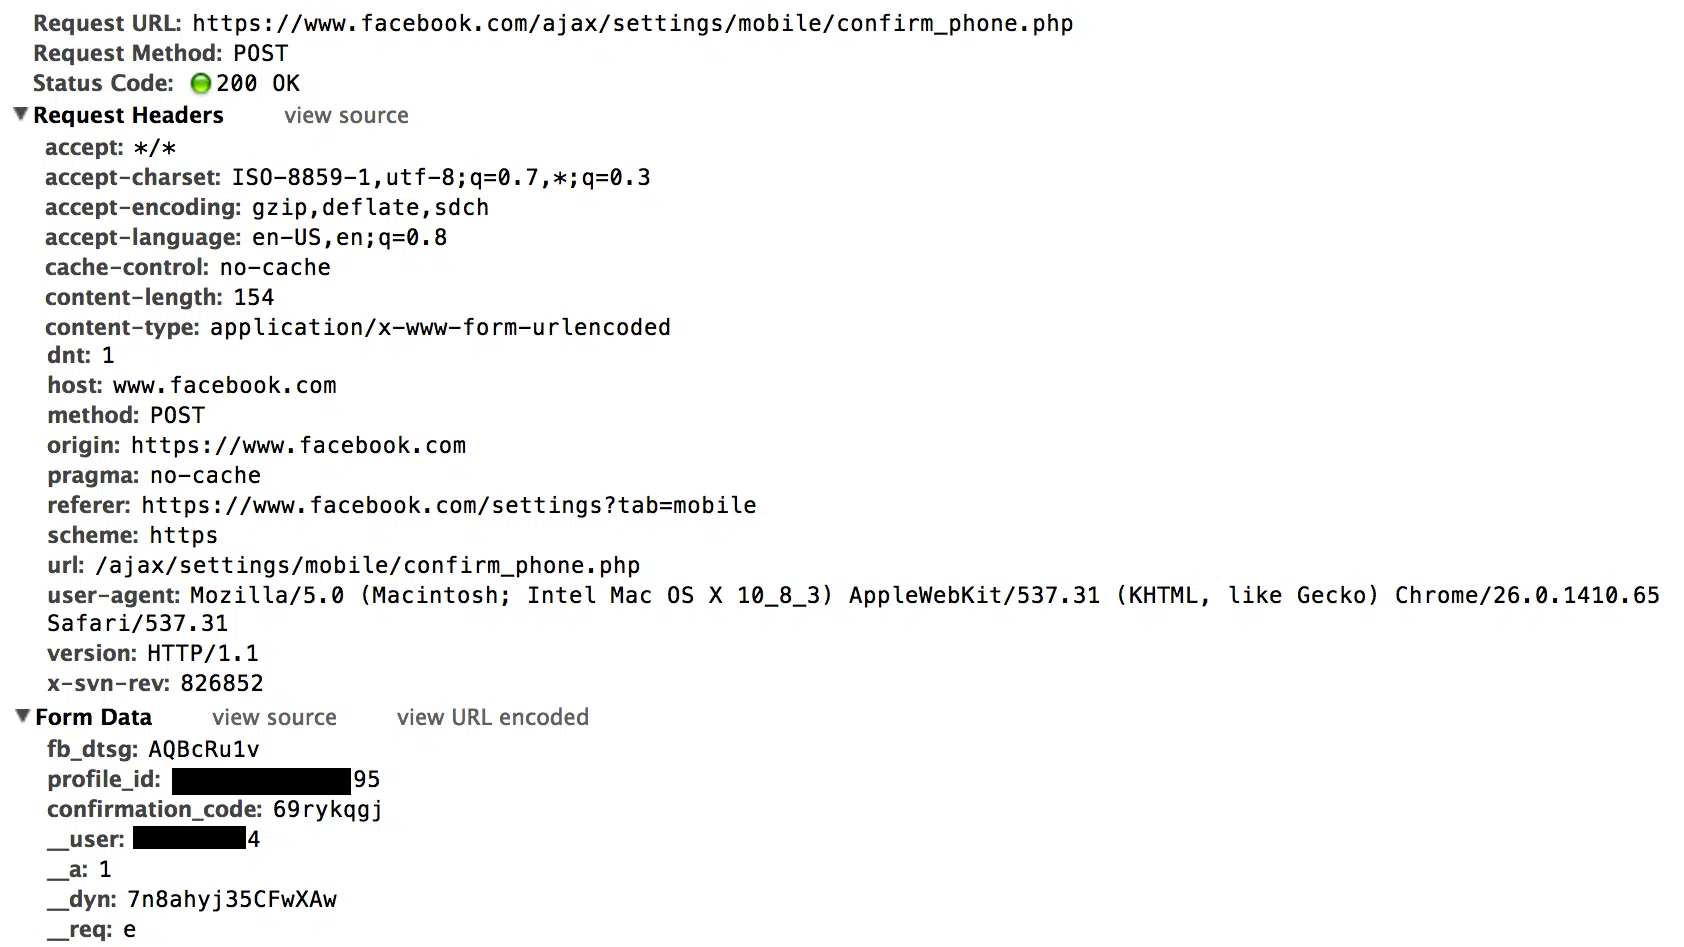 Request URL: https://www.facebook.com/ajax/settings/mobile/confirm_phone.php
Request Method: POST
Status Code: 200 OK
Request Headers view source
accept: */*
accept-charset: ISO-8859-1,utf-8;q=0.7,*;q=0.3
accept-encoding: gzip,deflate,sdch
accept-language: en-US,en;q=0.8
cache-control: no-cache
content-length: 154
content-type: application/x-www-form-urlencoded
dnt: 1
host: www.facebook.com
method: POST
origin: https://www.facebook.com
pragma: no-cache
referer: https://www.facebook.com/settings?tab=mobile
scheme: https
url: /ajax/settings/mobile/confirm_phone.php
user-agent: Mozilla/5.0 (Macintosh; Intel Mac OS X 10_8_3) AppleWebKit/537.31 (KHTML, like Gecko) Chrome/26.0.1410.65
Safari/537.31
version: HTTP/1.1
x-svn-rev: 826852
Form Data view source view URL encoded
fb_dtsg: AQBcRu1v
profile_id: 95
confirmation_code: 69rykqgj
__user: 4
__a: 1
__dyn: 7n8ahyj35CFwXAw
__req: e